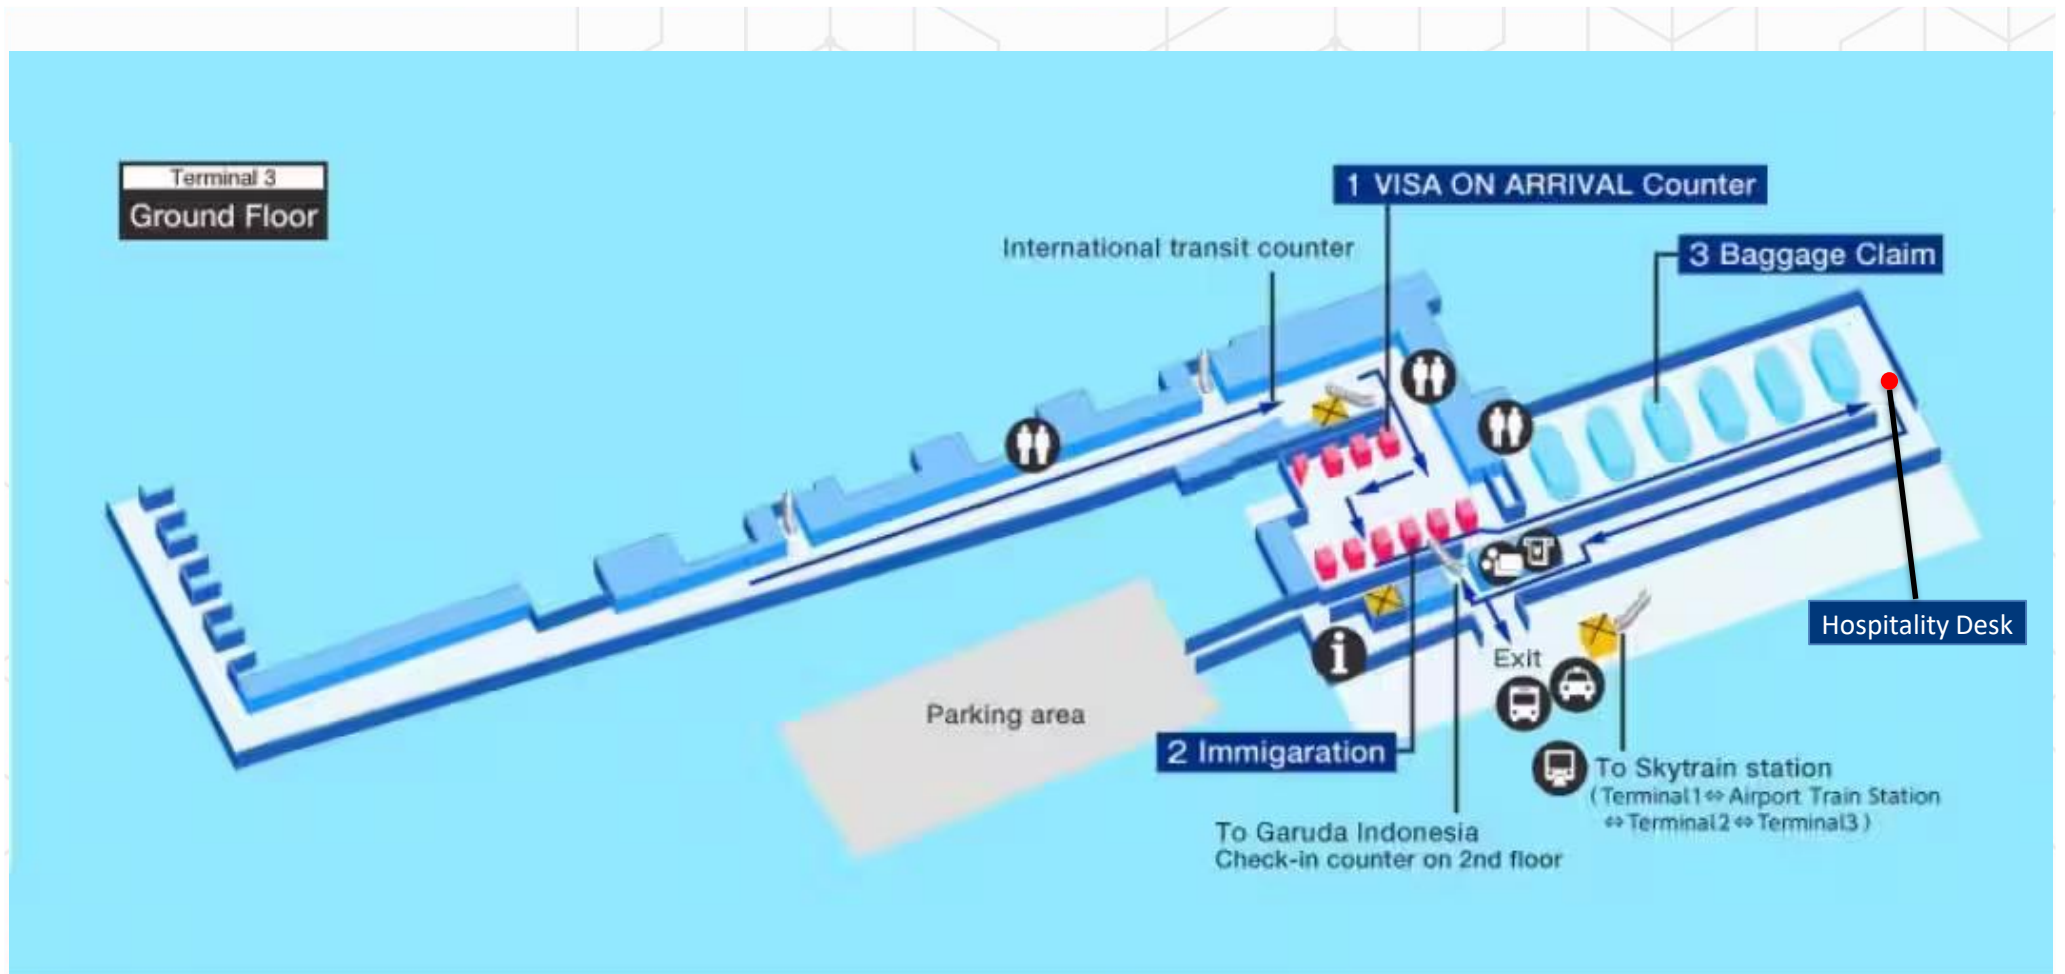 Terminal 3
Ground Floor
1 VISA ON ARRIVAL Counter
International transit counter
3 Baggage Claim
Hospitality Desk
Exit
Parking area
2 Immigaration
To Skytrain station
(Terminal1⇔Airport Train Station
⇔Terminal2⇔Terminal3)
To Garuda Indonesia
Check-in counter on 2nd floor